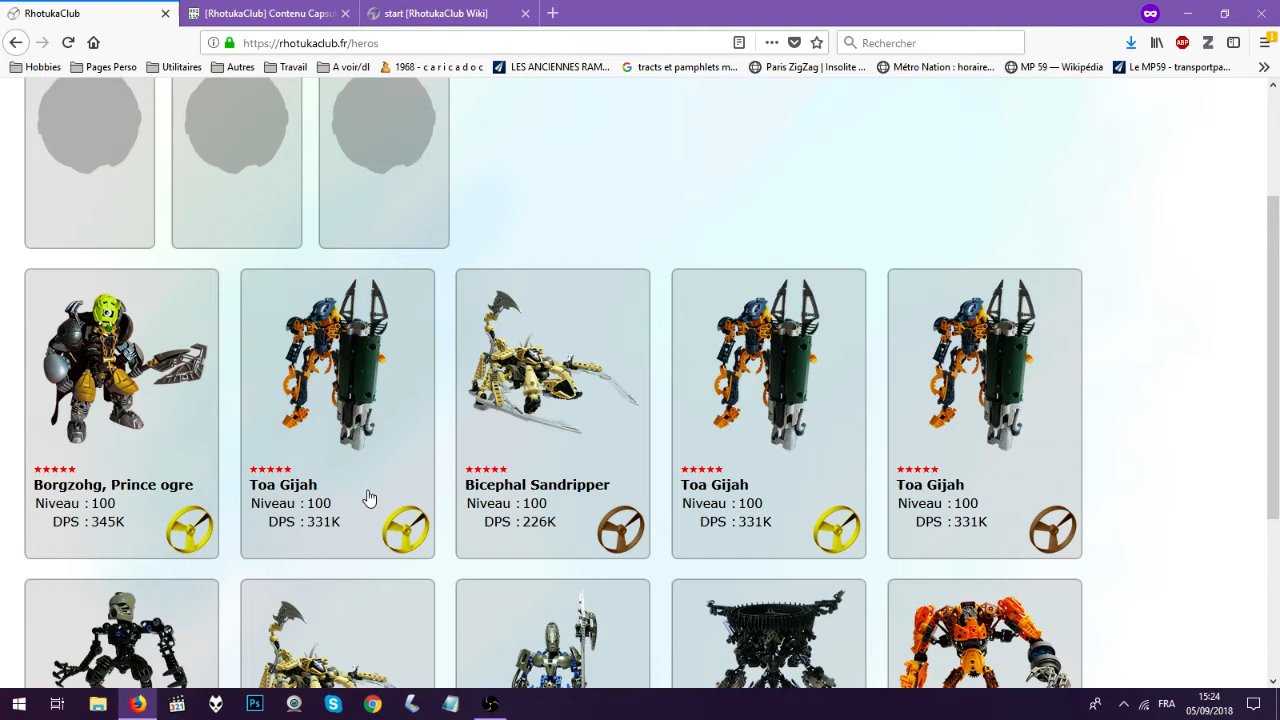 RhotukaClub
[RhotukaClub] Contenu Capsu
start [RhotukaClub Wiki]
https://rhotukaclub.fr/heros
Rechercher
ABP
Hobbies
Pages Perso
Utilitaires
Autres
Travail
A voir/dl
1968 - c a r i c a d o c
LES ANCIENNES RAM...
tracts et pamphlets m...
Paris ZigZag | Insolite ...
Métro Nation : horaire...
MP 59 — Wikipédia
Le MP59 - transportpa...
★★★★★
Borgzohg, Prince ogre
Niveau : 100
DPS : 345K
★★★★★
Toa Gijah
Niveau : 100
DPS : 331K
★★★★★
Bicephal Sandripper
Niveau : 100
DPS : 226K
★★★★★
Toa Gijah
Niveau : 100
DPS : 331K
★★★★★
Toa Gijah
Niveau : 100
DPS : 331K
FRA
15:24
05/09/2018